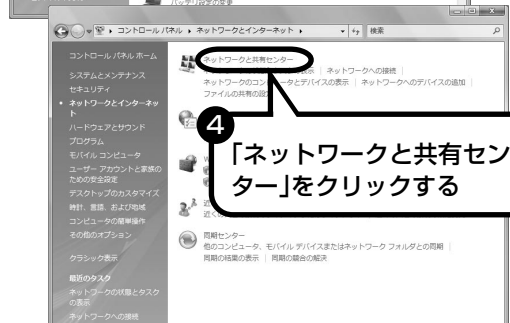 バッテリ設定の変更
コントロール パネル ▸ ネットワークとインターネット ▸
検索
コントロール パネル ホーム
システムとメンテナンス
セキュリティ
• ネットワークとインターネッ
ト
ハードウェアとサウンド
プログラム
モバイル コンピュータ
ユーザー アカウントと家族の
ための安全設定
デスクトップのカスタマイズ
時計、言語、および地域
コンピュータの簡単操作
その他のオプション
クラシック表示
最近のタスク
ネットワークの状態とタスク
の表示
ネットワークへの接続
ネットワークと共有センター
表示 | ネットワークへの接続 |
ネットワークのコン ータとデバイスの表示 | ネットワークへのデバイスの追加 |
ファイルの共有の設
4
「ネットワークと共有セン
ター」をクリックする
W
近
近くの
同期センター
他のコンピュータ、モバイル デバイスまたはネットワーク フォルダとの同期 |
同期の結果の表示 | 同期の競合の解決